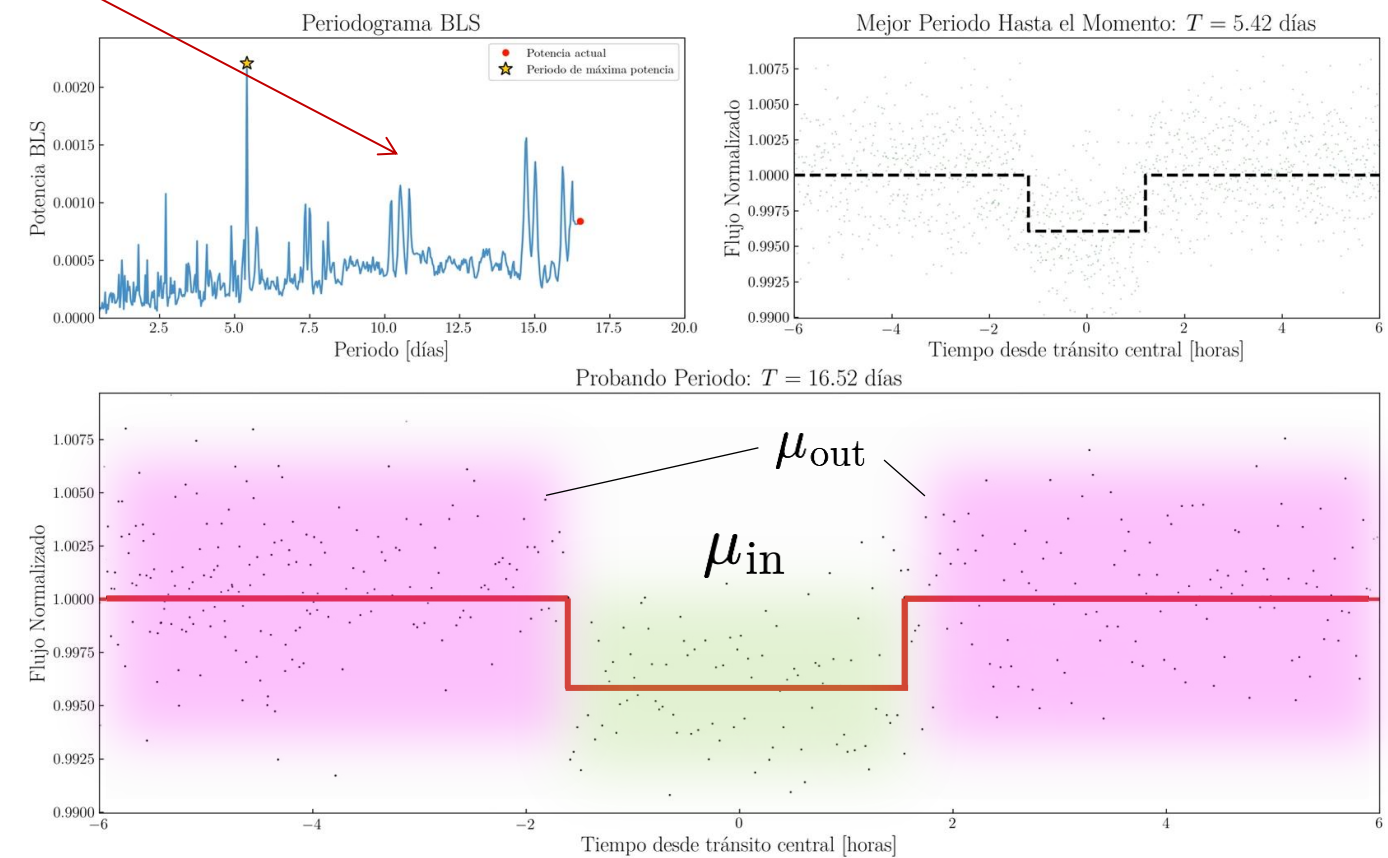 Periodograma BLS
Potencia actual
Periodo de máxima potencia
Potencia BLS
0.0020
0.0015
0.0010
0.0005
0.0000
2.5 5.0 7.5 10.0 12.5 15.0 17.5 20.0
Periodo [días]
Mejor Periodo Hasta el Momento: T = 5.42 días
Flujo Normalizado
1.0075
1.0050
1.0025
1.0000
0.9975
0.9950
0.9925
0.9900
−6 −4 −2 0 2 4 6
Tiempo desde tránsito central [horas]
Probando Periodo: T = 16.52 días
Flujo Normalizado
1.0075
1.0050
1.0025
1.0000
0.9975
0.9950
0.9925
0.9900
μout
μin
−6 −4 −2 0 2 4 6
Tiempo desde tránsito central [horas]